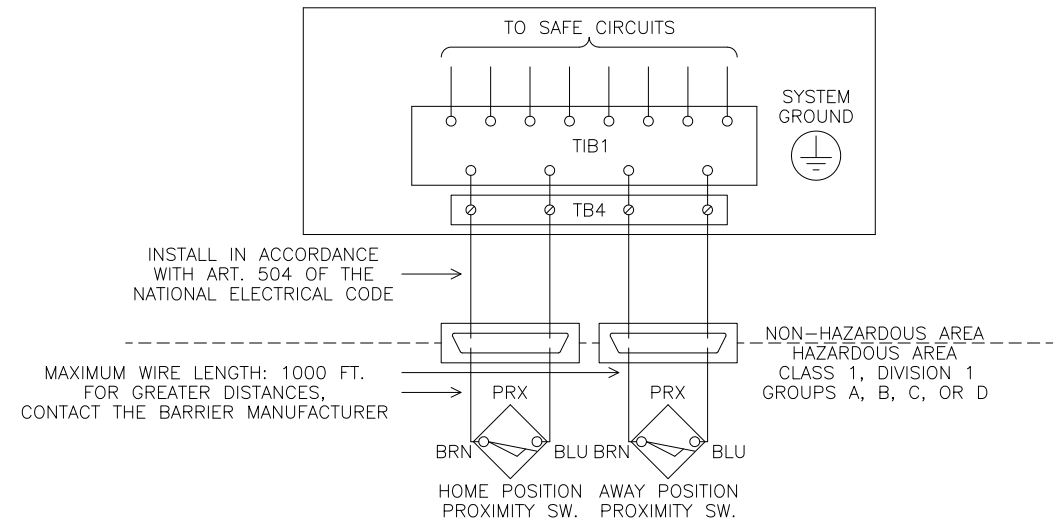 TO SAFE CIRCUITS
SYSTEM
GROUND
TIB1
TB4
INSTALL IN ACCORDANCE
WITH ART. 504 OF THE
NATIONAL ELECTRICAL CODE
NON-HAZARDOUS AREA
HAZARDOUS AREA
CLASS 1, DIVISION 1
GROUPS A, B, C, OR D
MAXIMUM WIRE LENGTH: 1000 FT.
FOR GREATER DISTANCES,
CONTACT THE BARRIER MANUFACTURER
PRX
PRX
BRN
BLU
BRN
BLU
HOME POSITION
PROXIMITY SW.
AWAY POSITION
PROXIMITY SW.